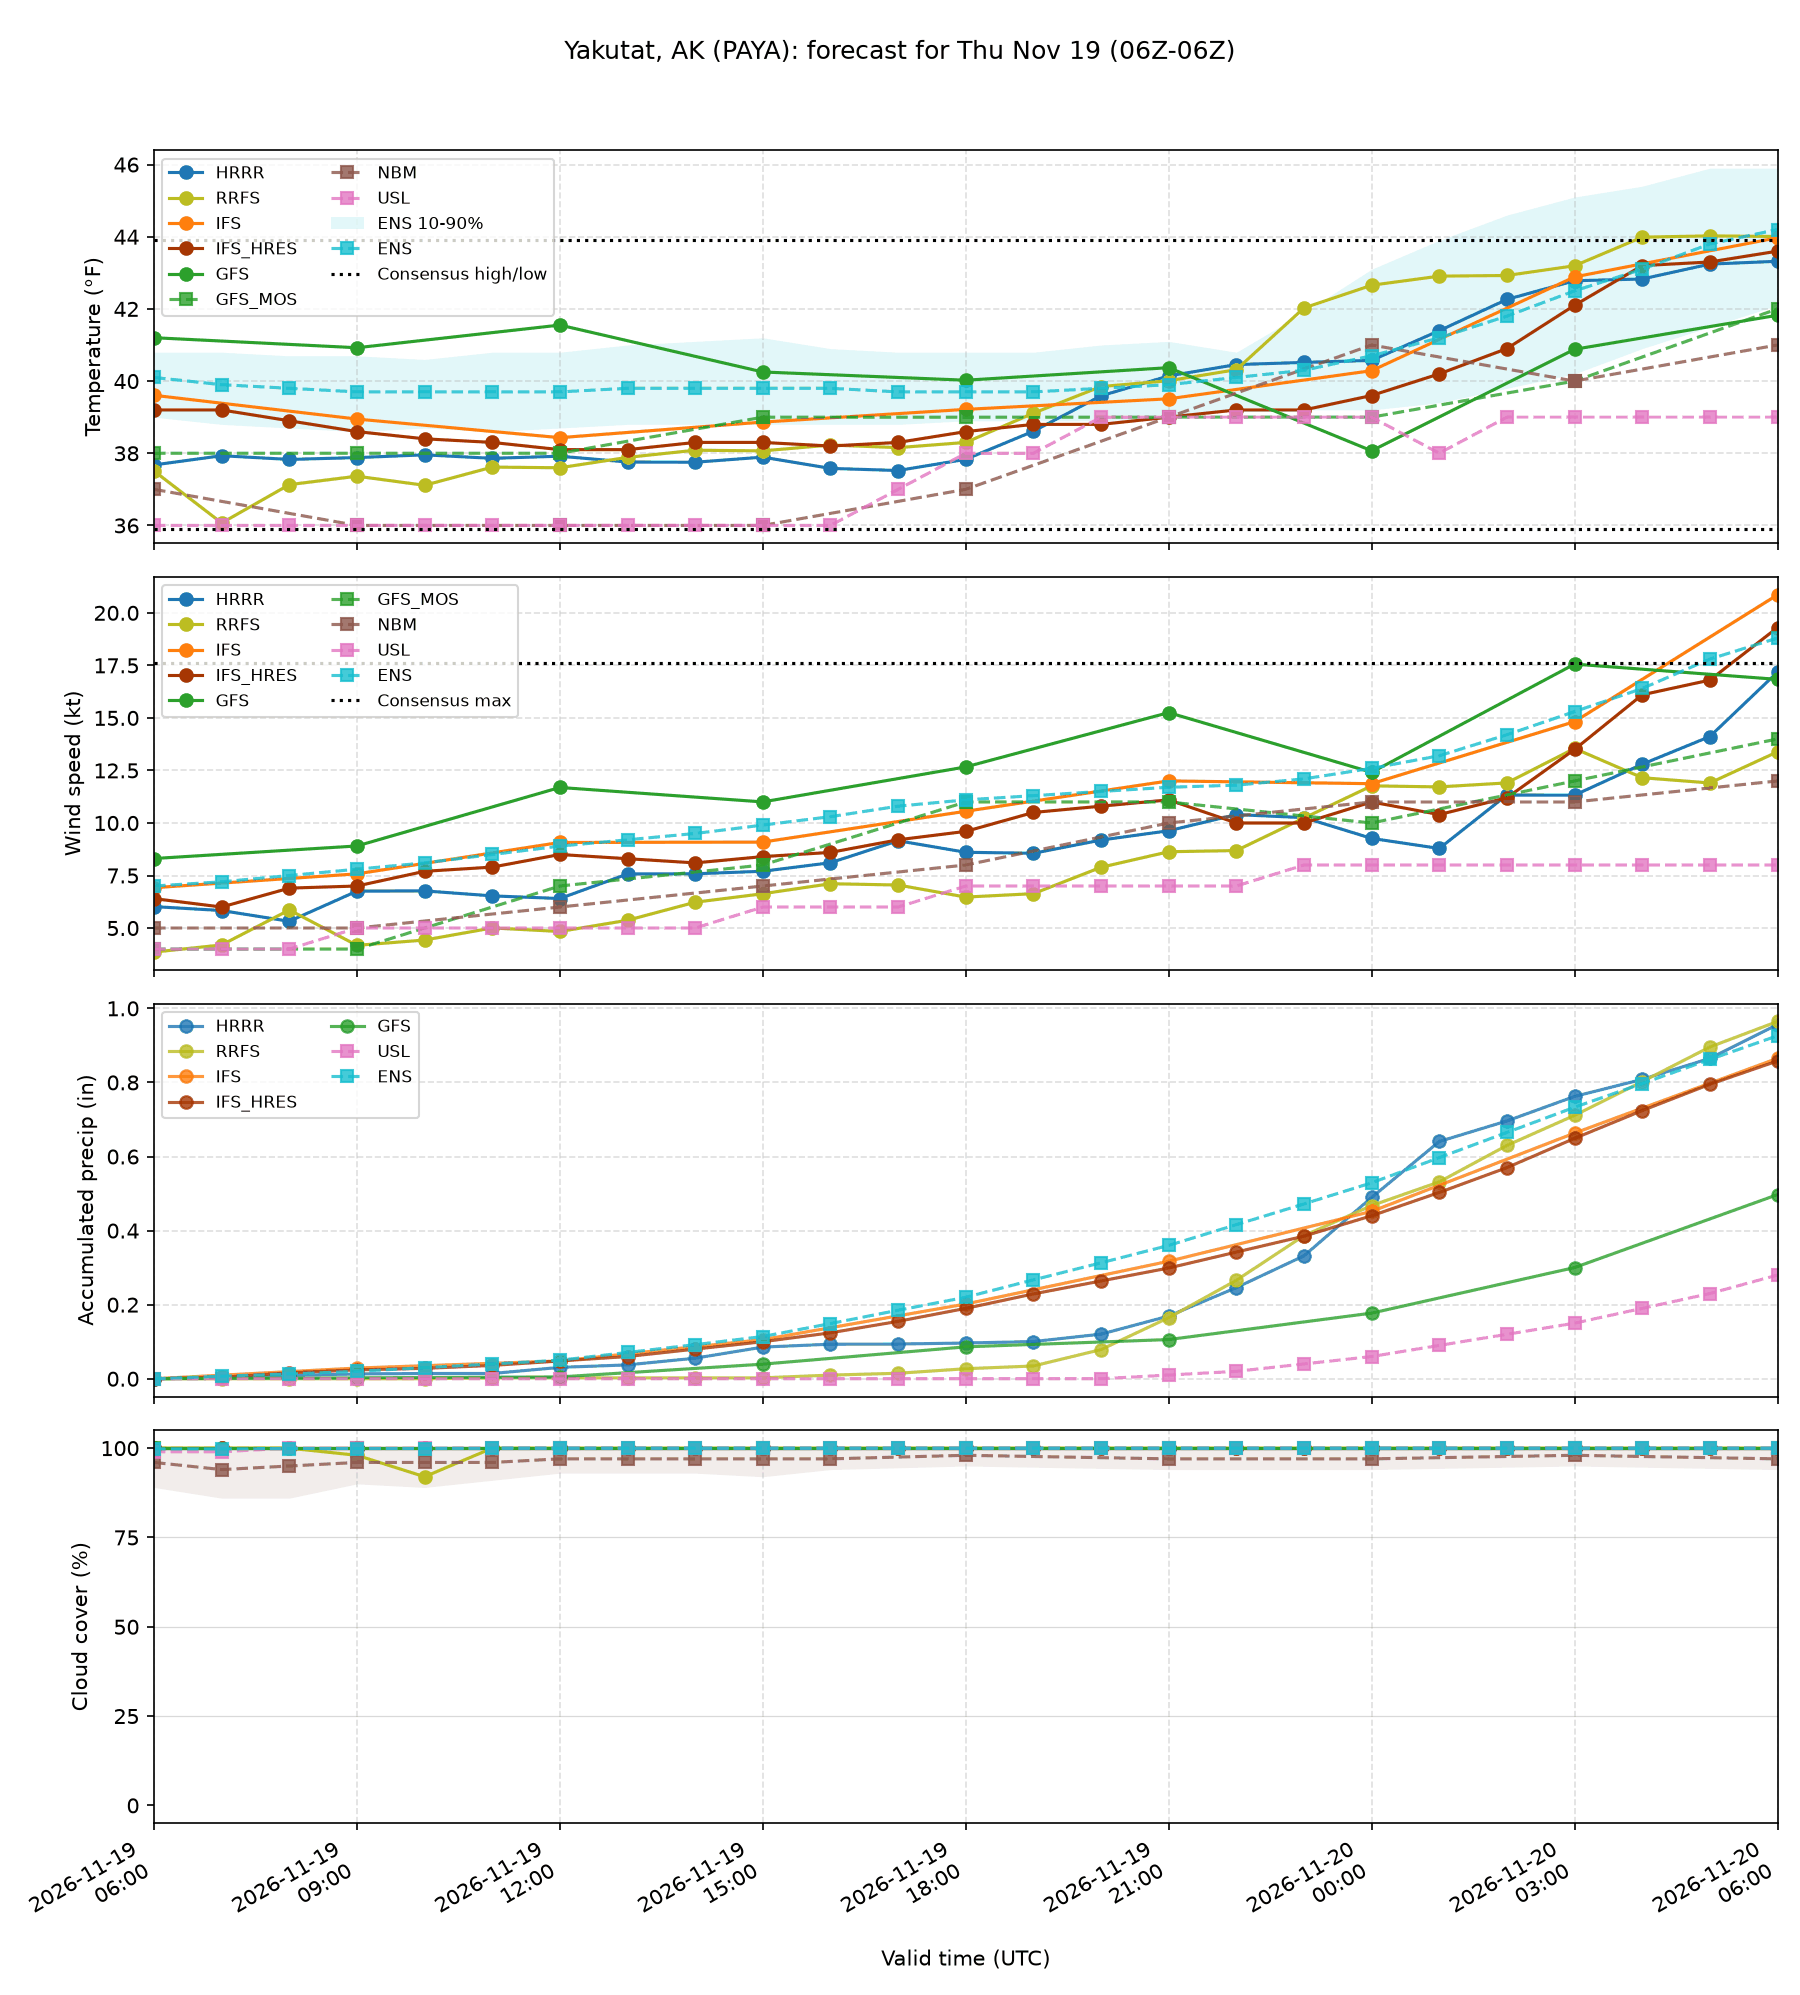 Yakutat, AK (PAYA): forecast for Thu Nov 19 (06Z-06Z)
Temperature (°F)
46
44
42
40
38
36
HRRR
RRFS
IFS
IFS_HRES
GFS
GFS_MOS
NBM
USL
ENS 10-90%
ENS
Consensus high/low
Wind speed (kt)
20.0
17.5
15.0
12.5
10.0
7.5
5.0
HRRR
RRFS
IFS
IFS_HRES
GFS
GFS_MOS
NBM
USL
ENS
Consensus max
Accumulated precip (in)
1.0
0.8
0.6
0.4
0.2
0.0
HRRR
RRFS
IFS
IFS_HRES
GFS
USL
ENS
Cloud cover (%)
100
75
50
25
0
2026-11-19
06:00
2026-11-19
09:00
2026-11-19
12:00
2026-11-19
15:00
2026-11-19
18:00
2026-11-19
21:00
2026-11-20
00:00
2026-11-20
03:00
2026-11-20
06:00
Valid time (UTC)